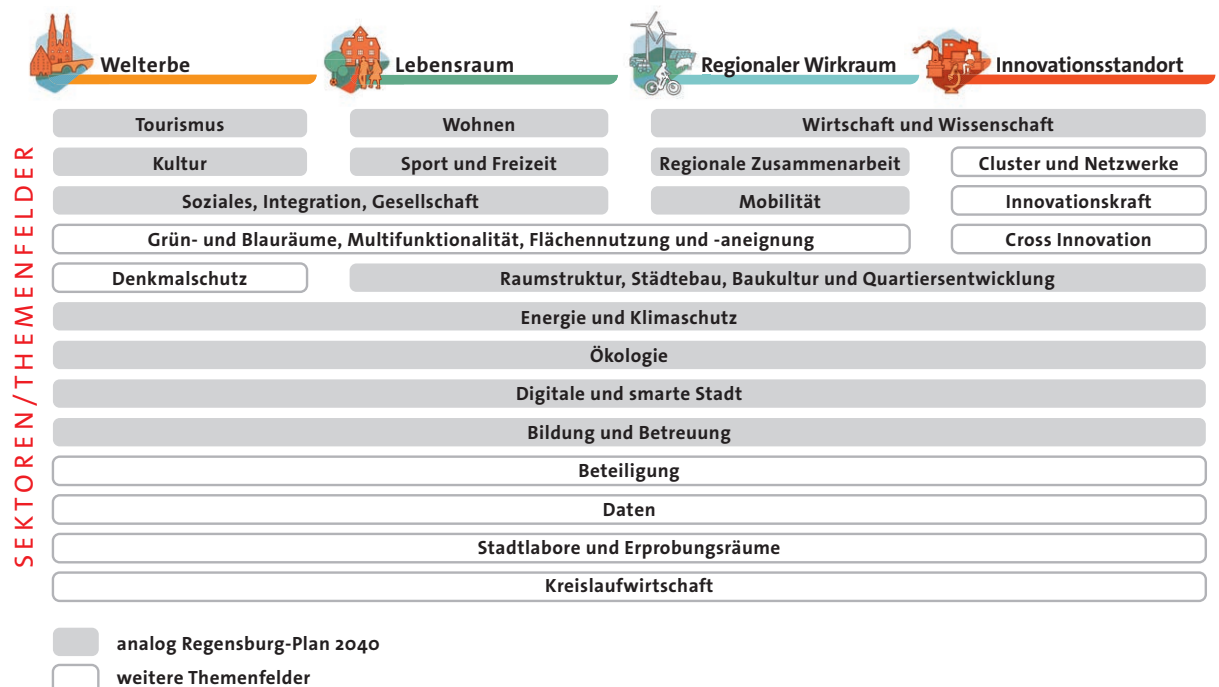 Welterbe
Lebensraum
Regionaler Wirkraum
Innovationsstandort
SEKTOREN/THEMENFELDER
Tourismus
Wohnen
Wirtschaft und Wissenschaft
Kultur
Sport und Freizeit
Regionale Zusammenarbeit
Cluster und Netzwerke
Soziales, Integration, Gesellschaft
Mobilität
Innovationskraft
Grün- und Blauräume, Multifunktionalität, Flächennutzung und -aneignung
Cross Innovation
Denkmalschutz
Raumstruktur, Städtebau, Baukultur und Quartiersentwicklung
Energie und Klimaschutz
Ökologie
Digitale und smarte Stadt
Bildung und Betreuung
Beteiligung
Daten
Stadtlabore und Erprobungsräume
Kreislaufwirtschaft
analog Regensburg-Plan 2040
weitere Themenfelder